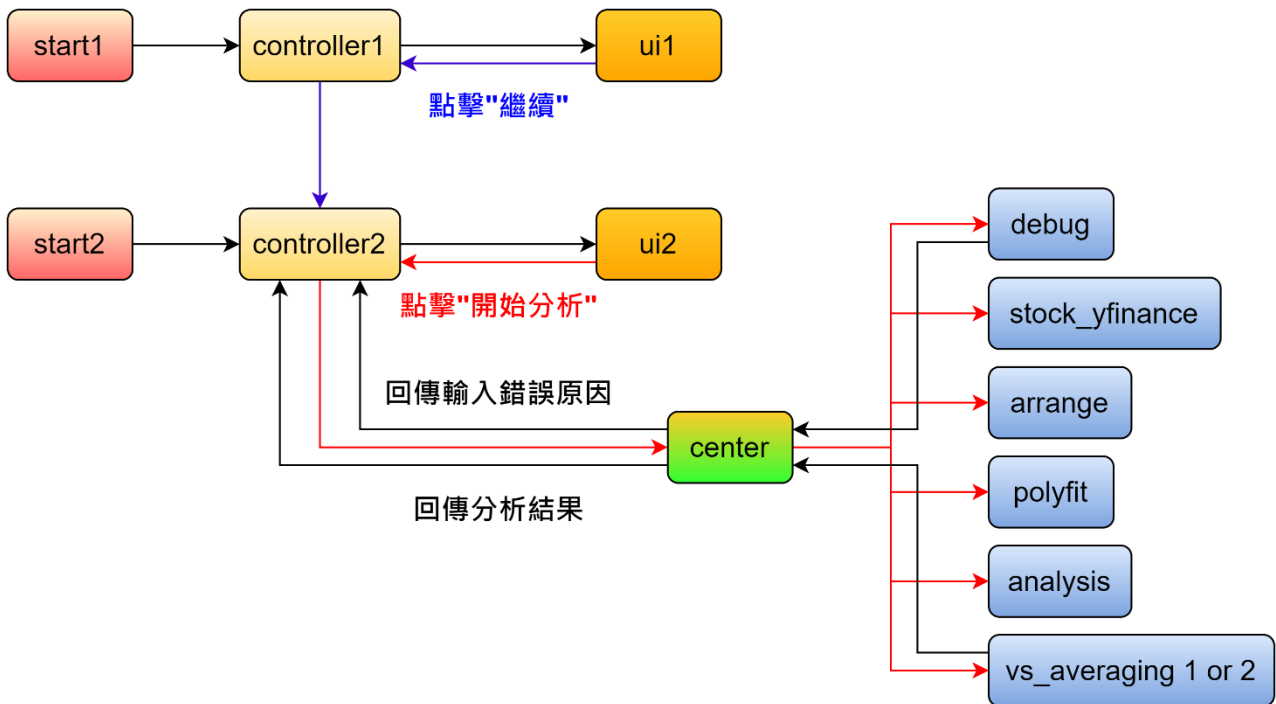 start1
controller1
ui1
點擊"繼續"
start2
controller2
ui2
點擊"開始分析"
debug
stock_yfinance
回傳輸入錯誤原因
arrange
center
回傳分析結果
polyfit
analysis
vs_averaging 1 or 2